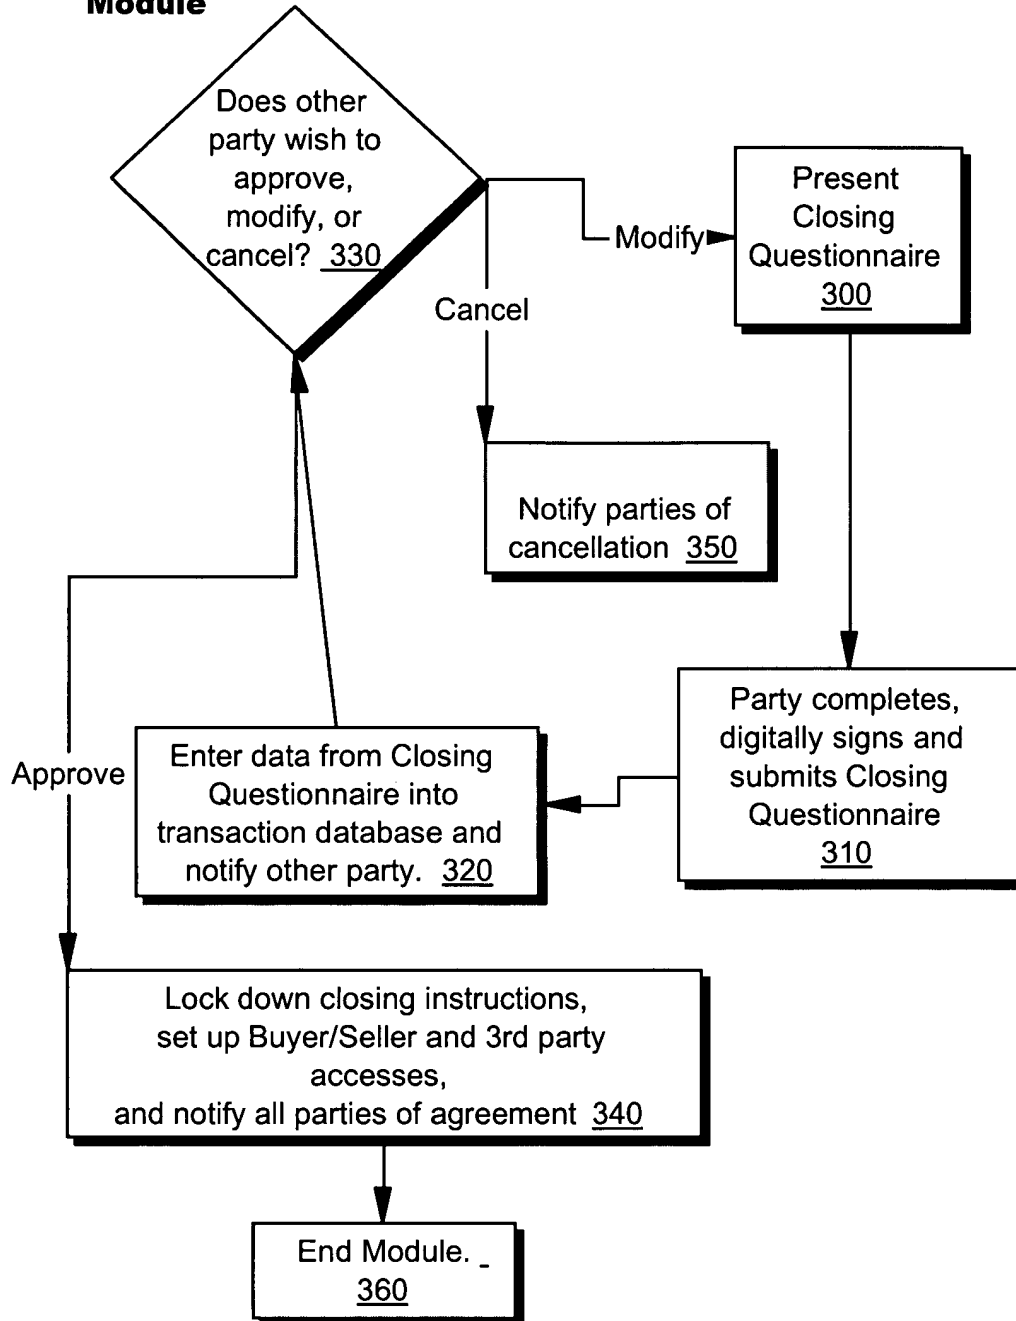 Module
Does other
party wish to
approve,
modify, or
cancel? 330
Present
Closing
Questionnaire
300
Modify
Cancel
Notify parties of
cancellation 350
Party completes,
digitally signs and
submits Closing
Questionnaire
310
Enter data from Closing
Questionnaire into
transaction database and
notify other party. 320
Approve
Lock down closing instructions,
set up Buyer/Seller and 3rd party
accesses,
and notify all parties of agreement 340
End Module.
360